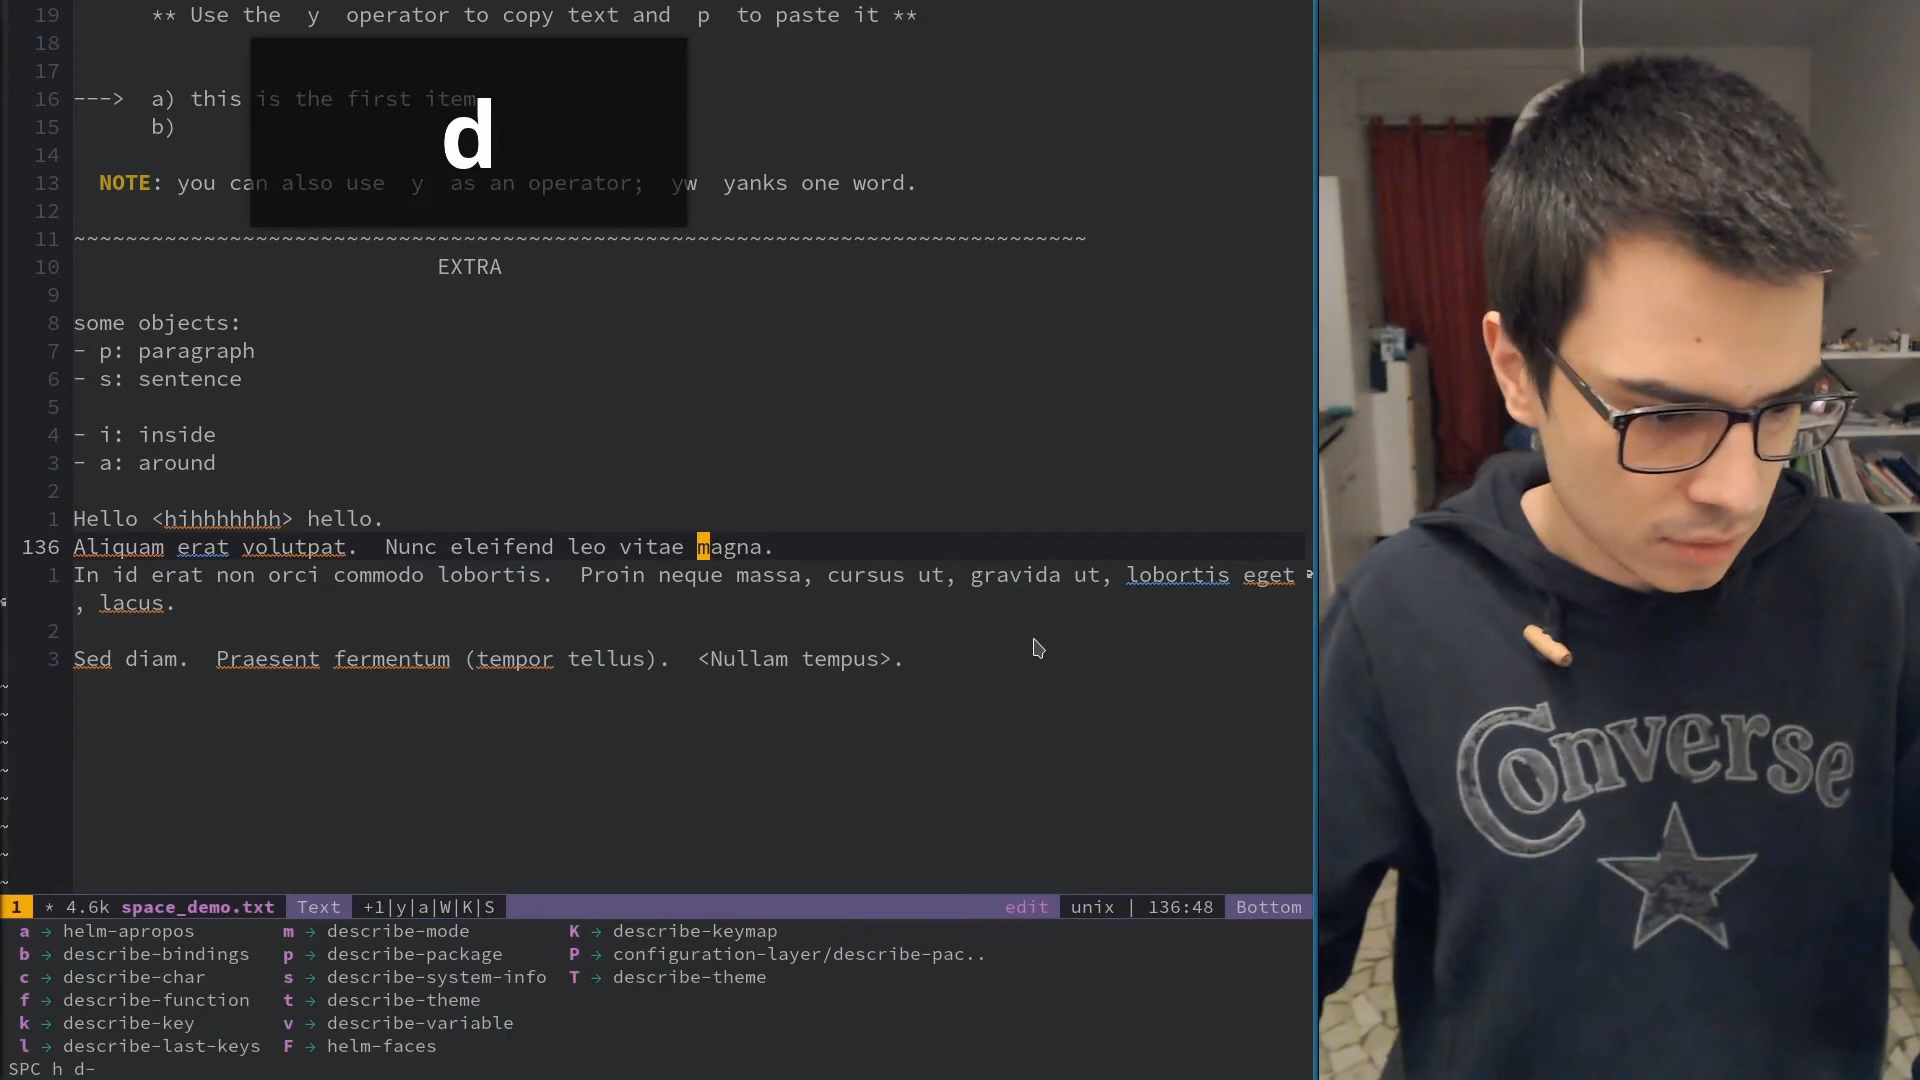 19 ** Use the y operator to copy text and p to paste it **
18
17
16 ---> a) this is the first item
15 b)
14
13 NOTE: you can also use y as an operator; yw yanks one word.
12
11 ~~~~~~~~~~~~~~~~~~~~~~~~~~~~~~~~~~~~~~~~~~~~~~~~~~~~~~~~~~~~~~~~~~~~~~~~~~~~~~
10 EXTRA
9
8 some objects:
7 - p: paragraph
6 - s: sentence
5
4 - i: inside
3 - a: around
2
1 Hello <hihhhhhhh> hello.
136 Aliquam erat volutpat.  Nunc eleifend leo vitae magna.
1 In id erat non orci commodo lobortis.  Proin neque massa, cursus ut, gravida ut, lobortis eget
, lacus.
2
3 Sed diam.  Praesent fermentum (tempor tellus).  <Nullam tempus>.
d
1 * 4.6k space_demo.txt Text +1|y|a|W|K|S edit unix | 136:48 Bottom
a → helm-apropos m → describe-mode K → describe-keymap
b → describe-bindings p → describe-package P → configuration-layer/describe-pac..
c → describe-char s → describe-system-info T → describe-theme
f → describe-function t → describe-theme
k → describe-key v → describe-variable
l → describe-last-keys F → helm-faces
SPC h d-
Converse